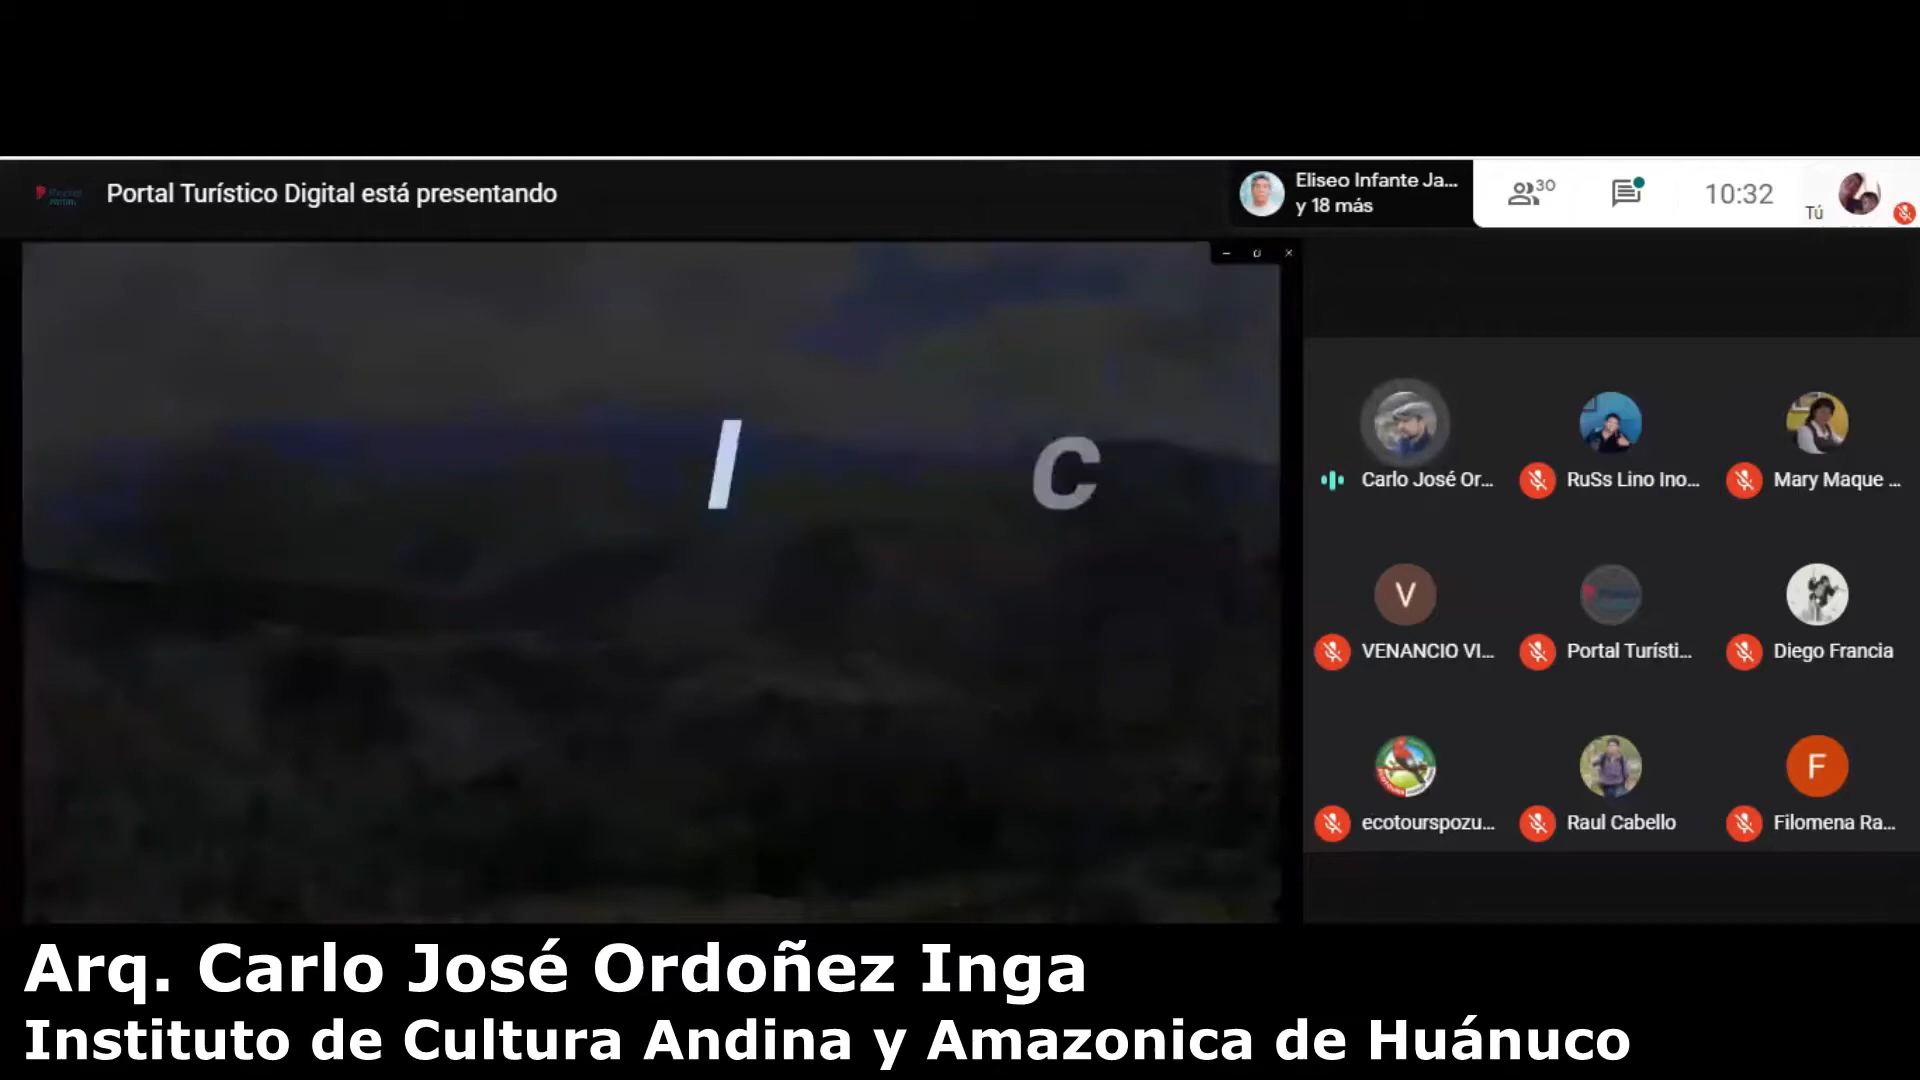 Portal Turístico Digital está presentando
Eliseo Infante Ja...
y 18 más
30
10:32
Tú
I c
Carlo José Or...
RuSs Lino Ino...
Mary Maque ...
V
VENANCIO VI...
Portal Turísti...
Diego Francia
ecotourspozu...
Raul Cabello
F
Filomena Ra...
Arq. Carlo José Ordoñez Inga
Instituto de Cultura Andina y Amazonica de Huánuco